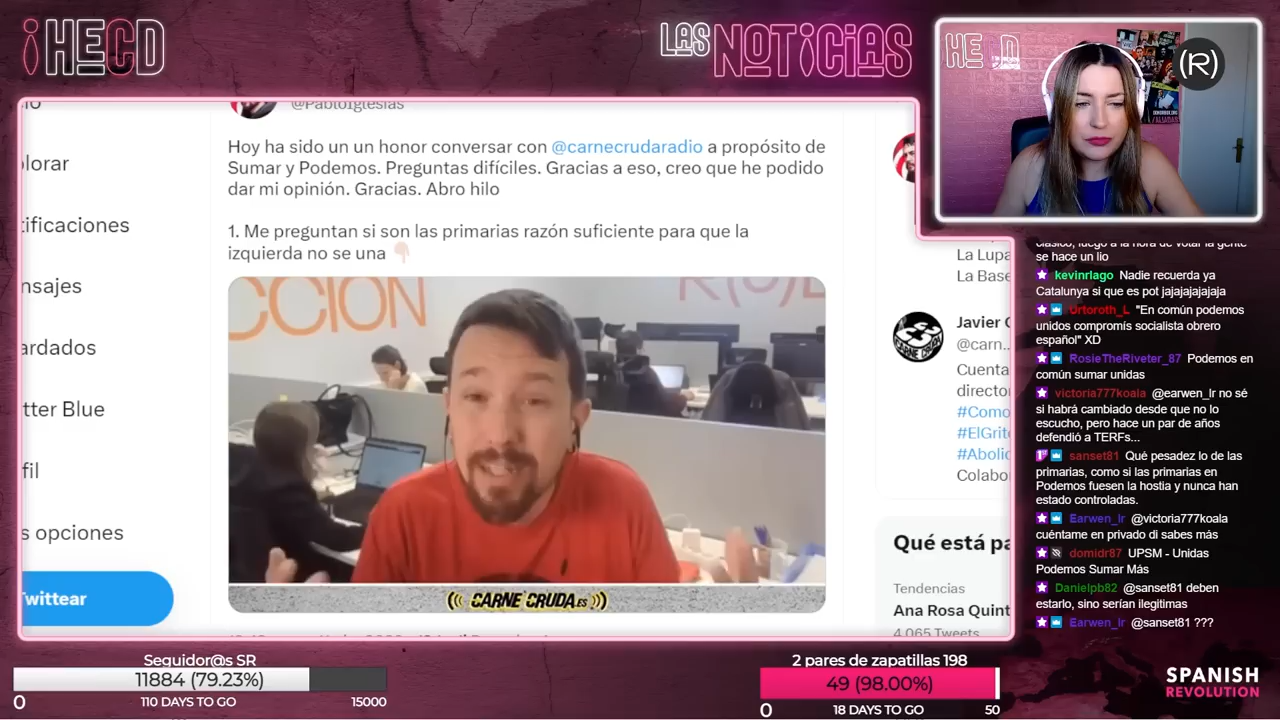 ¡HECD
LAS NOTICIAS
HE D
(R)
@PabloIglesias
Hoy ha sido un un honor conversar con @carnecrudaradio a propósito de
Sumar y Podemos. Preguntas difíciles. Gracias a eso, creo que he podido
dar mi opinión. Gracias. Abro hilo
1. Me preguntan si son las primarias razón suficiente para que la
izquierda no se una
CCION
R(
((( CARNE CRUDA.ES )))
lorar
tificaciones
nsajes
ardados
tter Blue
fil
s opciones
Twittear
La Lupa
La Base
CARNE CRUDA
Javier C
@carn...
Cuenta
director
#Como
#ElGrit
#Abolic
Colabo
Qué está pa
Tendencias
Ana Rosa Quint
4.065 Tweets
clásico, luego a la hora de votar la gente
se hace un lio
kevinrlago Nadie recuerda ya
Catalunya si que es pot jajajajajaja
Urtoroth_L "En común podemos
unidos compromís socialista obrero
español" XD
RosieTheRiveter_87 Podemos en
común sumar unidas
victoria777koala @earwen_lr no sé
si habrá cambiado desde que no lo
escucho, pero hace un par de años
defendió a TERFs...
sanset81 Qué pesadez lo de las
primarias, como si las primarias en
Podemos fuesen la hostia y nunca han
estado controladas.
Earwen_lr @victoria777koala
cuéntame en privado di sabes más
domidr87 UPSM - Unidas
Podemos Sumar Más
Danielpb82 @sanset81 deben
estarlo, sino serían ilegitimas
Earwen_lr @sanset81 ???
Seguidor@s SR
11884 (79.23%)
0 110 DAYS TO GO 15000
2 pares de zapatillas 198
49 (98.00%)
0 18 DAYS TO GO 50
SPANISH
REVOLUTION